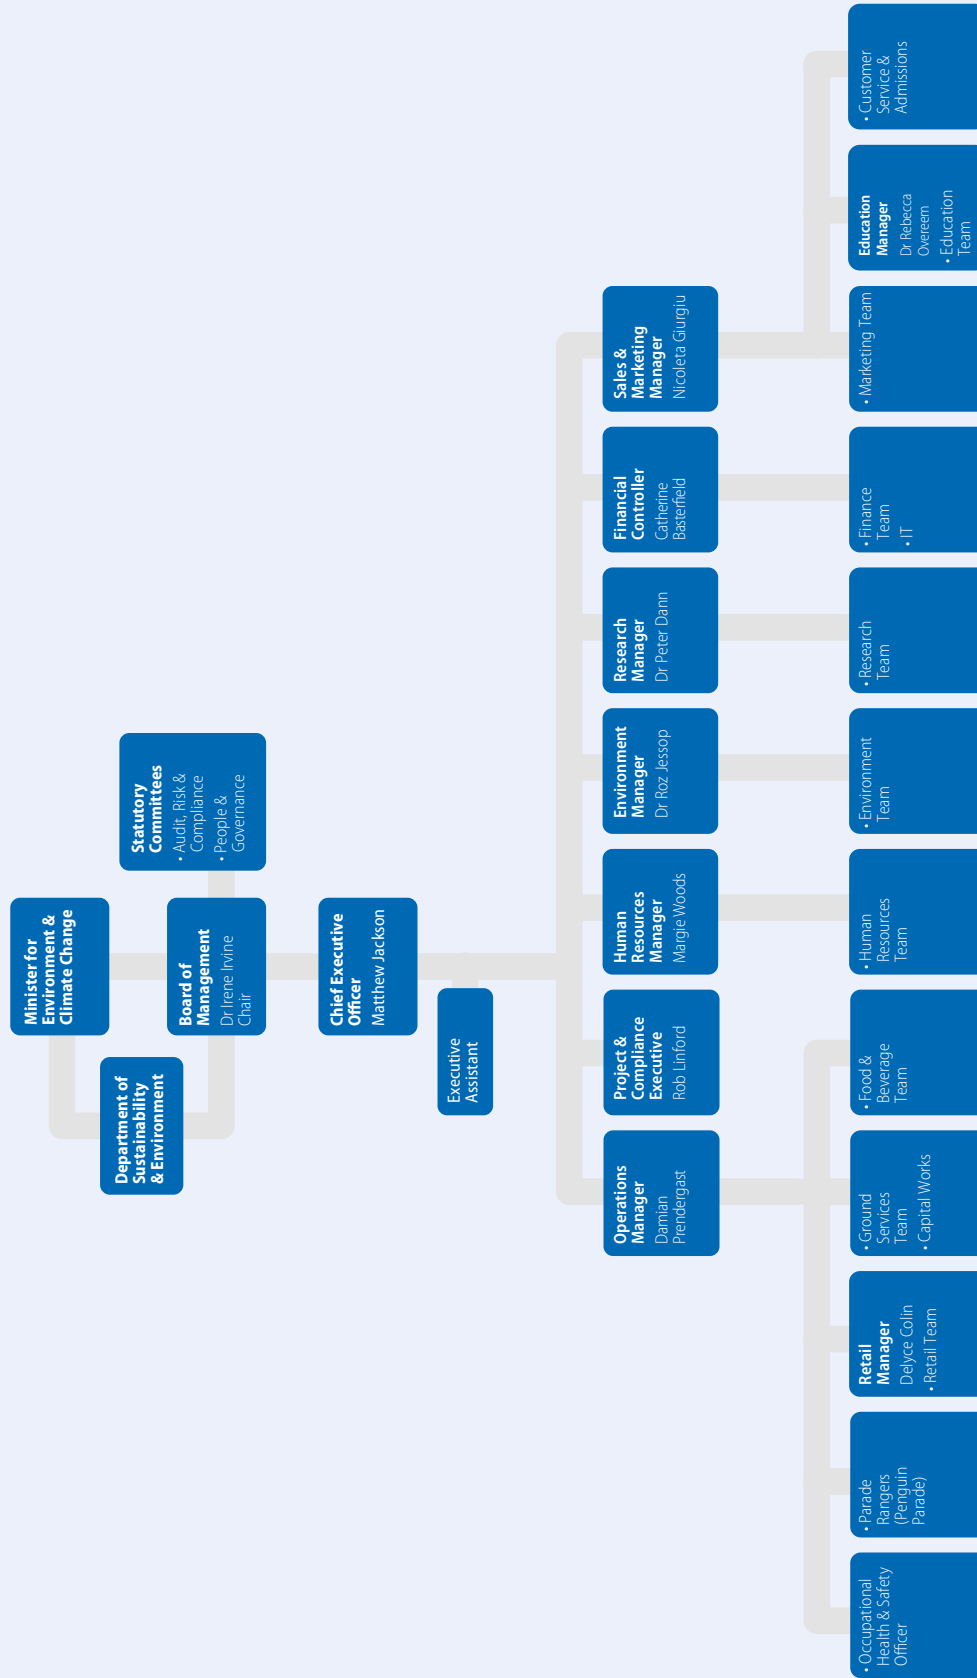 Minister for
Environment &
Climate Change
Department of
Sustainability
& Environment
Board of
Management
Dr Irene Irvine
Chair
Statutory
Committees
• Audit, Risk &
Compliance
• People &
Governance
Chief Executive
Officer
Matthew Jackson
Executive
Assistant
Operations
Manager
Damian
Prendergast
Project &
Compliance
Executive
Rob Linford
Human
Resources
Manager
Margie Woods
Environment
Manager
Dr Roz Jessop
Research
Manager
Dr Peter Dann
Financial
Controller
Catherine
Basterfield
Sales &
Marketing
Manager
Nicoleta Giurgiu
• Occupational
Health & Safety
Officer
• Parade
Rangers
(Penguin
Parade)
Retail
Manager
Delyce Colin
• Retail Team
• Ground
Services
Team
• Capital Works
• Food &
Beverage
Team
• Human
Resources
Team
• Environment
Team
• Research
Team
• Finance
Team
• IT
• Marketing Team
Education
Manager
Dr Rebecca
Overeem
• Education
Team
• Customer
Service &
Admissions